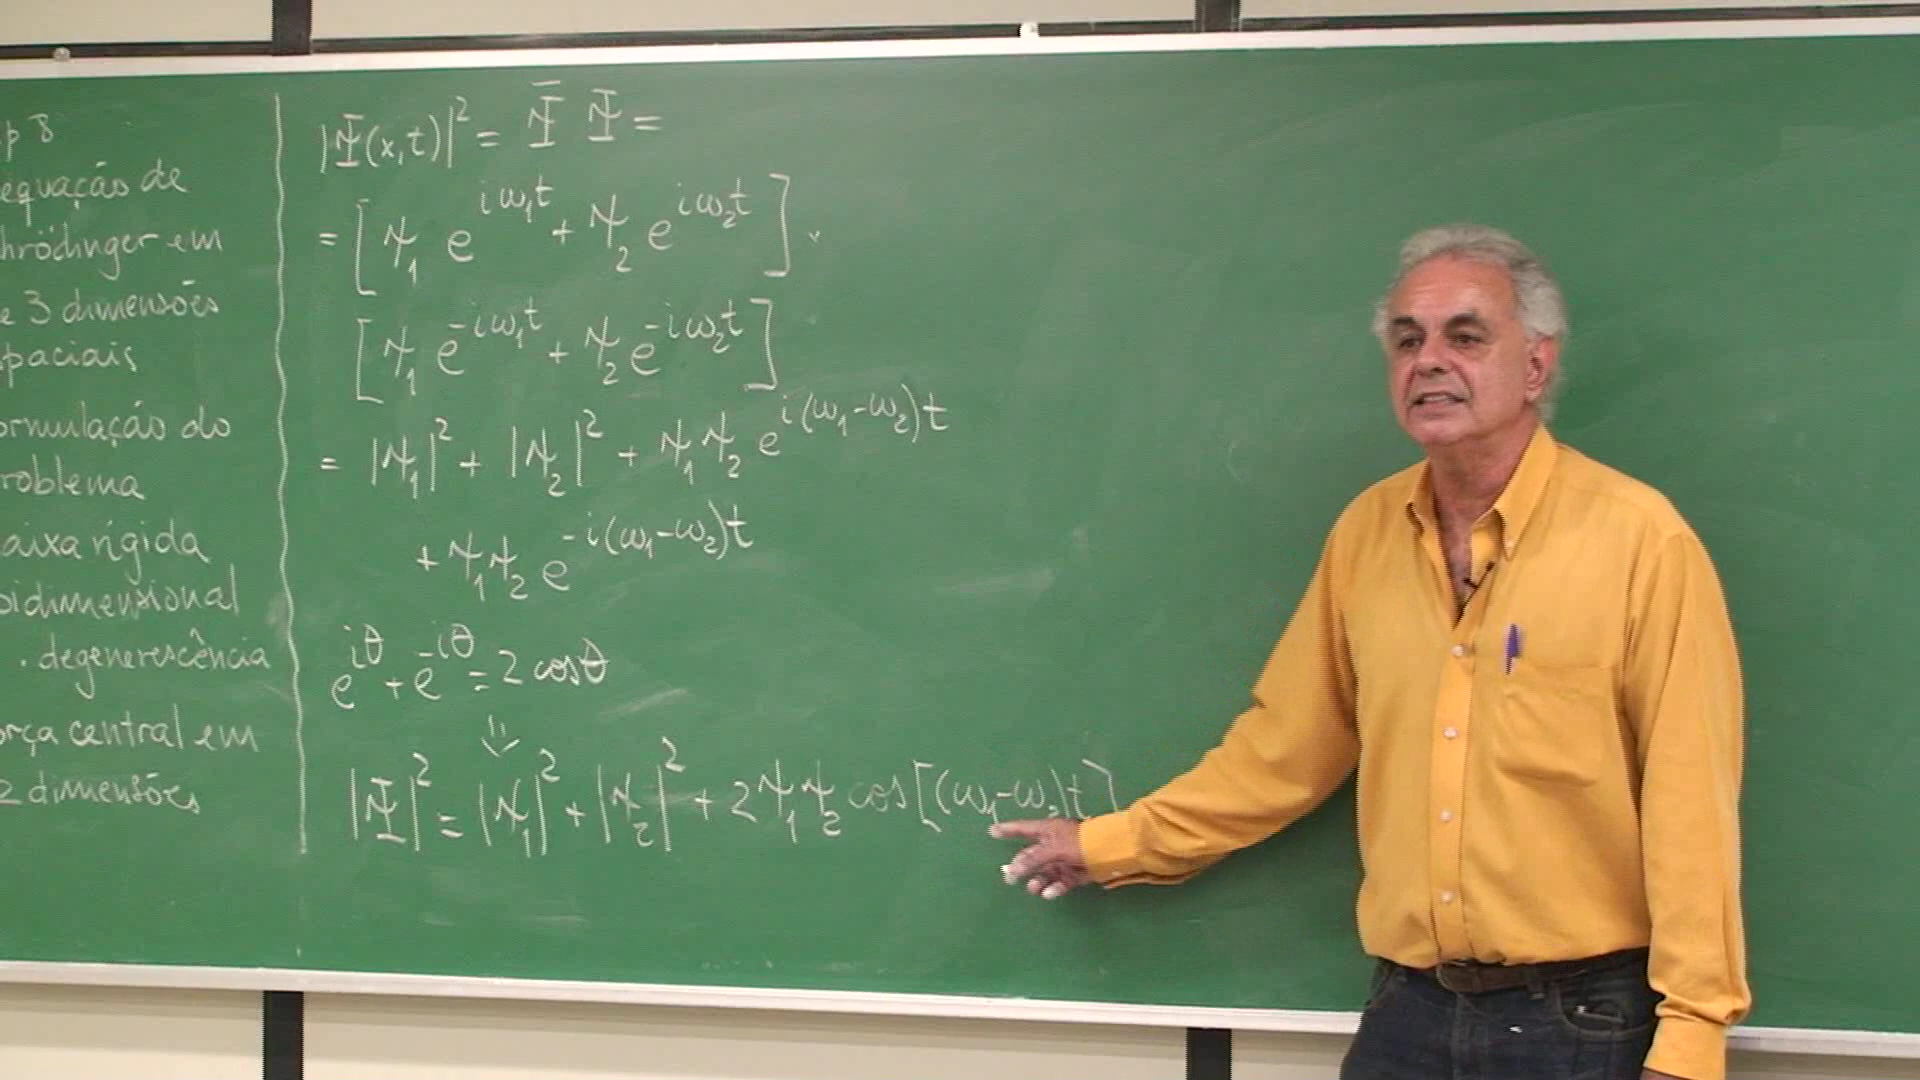 p 8
equação de
hrödinger em
e 3 dimensões
paciais
ormulação do
roblema
aixa rígida
bidimensional
. degenerescência
orça central em
2 dimensões
|Ψ(x,t)|² = Ψ̄ Ψ =
= [ψ₁ e^{iω₁t} + ψ₂ e^{iω₂t}] .
[ψ₁ e^{-iω₁t} + ψ₂ e^{-iω₂t}]
= |ψ₁|² + |ψ₂|² + ψ₁ψ₂ e^{i(ω₁-ω₂)t}
+ ψ₁ψ₂ e^{-i(ω₁-ω₂)t}
e^{iθ} + e^{-iθ} = 2 cosθ
⇓
|Ψ|² = |ψ₁|² + |ψ₂|² + 2ψ₁ψ₂ cos[(ω₁-ω₂)t]